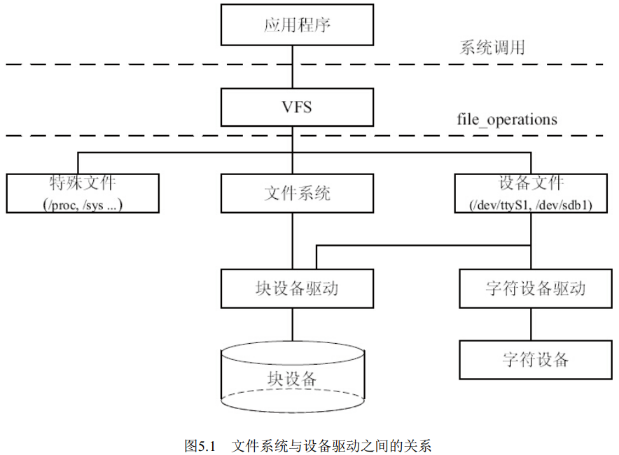 应用程序
系统调用
VFS
file_operations
特殊文件
(/proc, /sys ...)
文件系统
设备文件
(/dev/ttyS1, /dev/sdb1)
块设备驱动
字符设备驱动
块设备
字符设备
图5.1 文件系统与设备驱动之间的关系